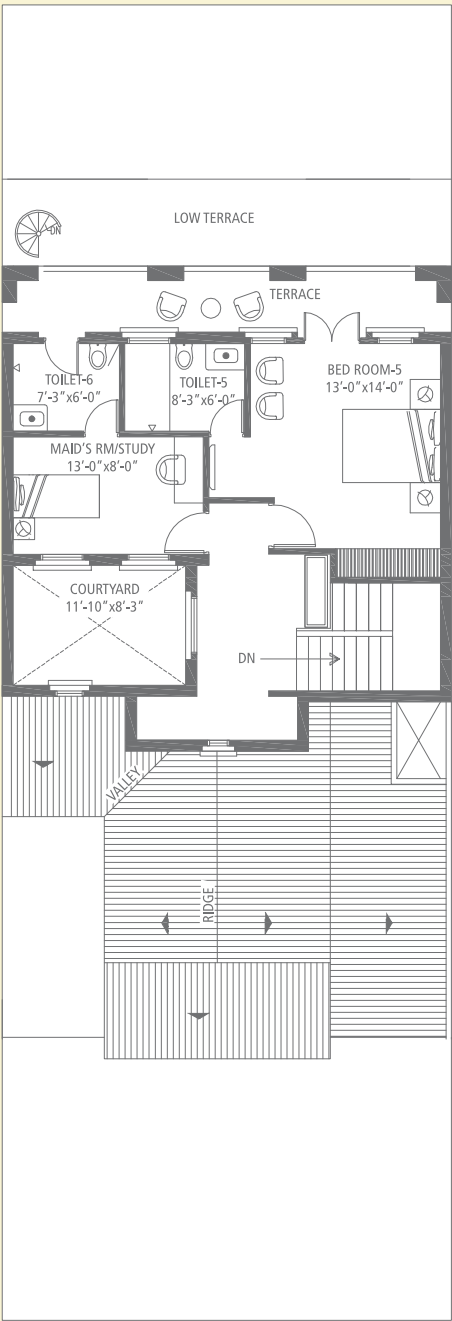 LOW TERRACE
DN
TERRACE
TOILET-6
7'-3"x6'-0"
TOILET-5
8'-3"x6'-0"
BED ROOM-5
13'-0"x14'-0"
MAID'S RM/STUDY
13'-0"x8'-0"
COURTYARD
11'-10"x8'-3"
DN
VALLEY
RIDGE